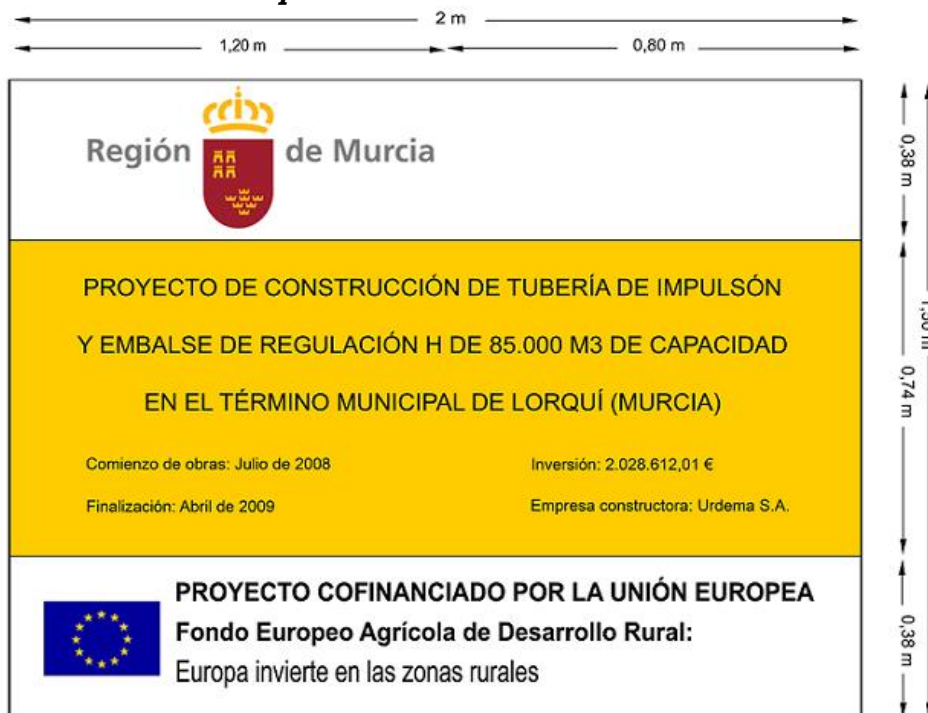 2 m
1,20 m 0,80 m
Región de Murcia
0,38 m
PROYECTO DE CONSTRUCCIÓN DE TUBERÍA DE IMPULSÓN
Y EMBALSE DE REGULACIÓN H DE 85.000 M3 DE CAPACIDAD
EN EL TÉRMINO MUNICIPAL DE LORQUÍ (MURCIA)
0,74 m
Comienzo de obras: Julio de 2008 Inversión: 2.028.612,01 €
Finalización: Abril de 2009 Empresa constructora: Urdema S.A.
PROYECTO COFINANCIADO POR LA UNIÓN EUROPEA
Fondo Europeo Agrícola de Desarrollo Rural:
Europa invierte en las zonas rurales
0,38 m